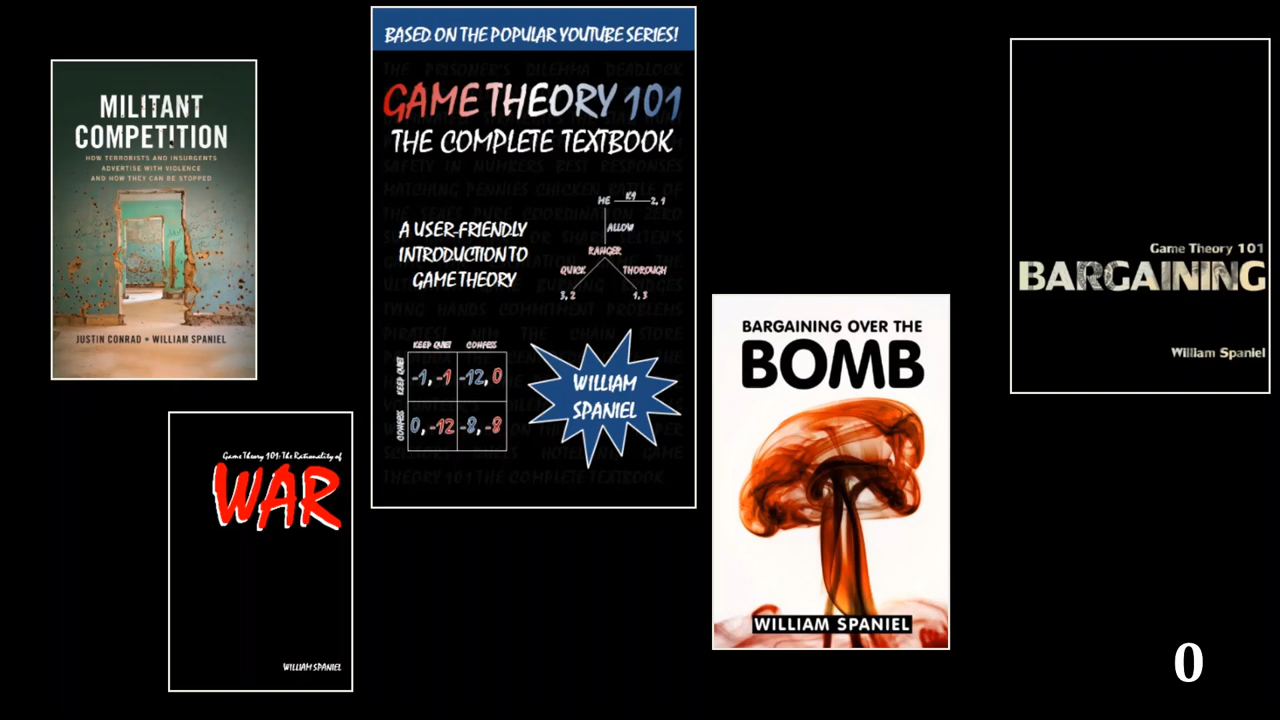 MILITANT
COMPETITION
HOW TERRORISTS AND INSURGENTS
ADVERTISE WITH VIOLENCE
AND HOW THEY CAN BE STOPPED
JUSTIN CONRAD • WILLIAM SPANIEL
Game Theory 101: The Rationality of
WAR
WILLIAM SPANIEL
BASED ON THE POPULAR YOUTUBE SERIES!
GAME THEORY 101
THE COMPLETE TEXTBOOK
A USER-FRIENDLY
INTRODUCTION TO
GAME THEORY
HE
2, 1
ALLOW
RANGER
QUICK THOROUGH
3, 2 1, 3
KEEP QUIET CONFESS
KEEP QUIET
-1, -1 -12, 0
CONFESS
0, -12 -8, -8
WILLIAM
SPANIEL
BARGAINING OVER THE
BOMB
WILLIAM SPANIEL
Game Theory 101
BARGAINING
William Spaniel
0